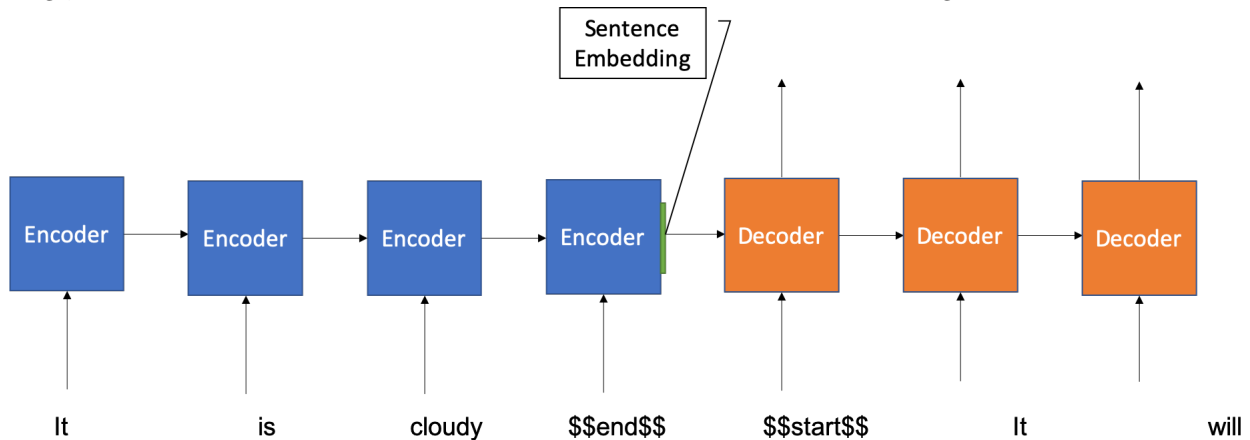 Sentence
Embedding
Encoder
Encoder
Encoder
Encoder
Decoder
Decoder
Decoder
It is cloudy $$end$$ $$start$$ It will